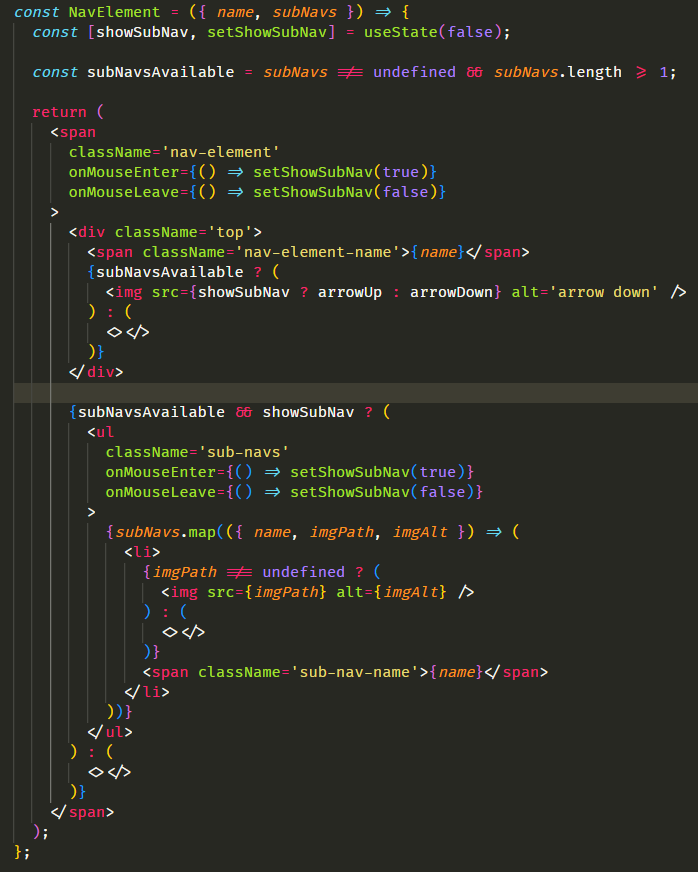 const NavElement = ({ name, subNavs }) => {
  const [showSubNav, setShowSubNav] = useState(false);

  const subNavsAvailable = subNavs !== undefined && subNavs.length >= 1;

  return (
    <span
      className='nav-element'
      onMouseEnter={() => setShowSubNav(true)}
      onMouseLeave={() => setShowSubNav(false)}
    >
      <div className='top'>
        <span className='nav-element-name'>{name}</span>
        {subNavsAvailable ? (
          <img src={showSubNav ? arrowUp : arrowDown} alt='arrow down' />
        ) : (
          <></>
        )}
      </div>

      {subNavsAvailable && showSubNav ? (
        <ul
          className='sub-navs'
          onMouseEnter={() => setShowSubNav(true)}
          onMouseLeave={() => setShowSubNav(false)}
        >
          {subNavs.map(({ name, imgPath, imgAlt }) => (
            <li>
              {imgPath !== undefined ? (
                <img src={imgPath} alt={imgAlt} />
              ) : (
                <></>
              )}
              <span className='sub-nav-name'>{name}</span>
            </li>
          ))}
        </ul>
      ) : (
        <></>
      )}
    </span>
  );
};